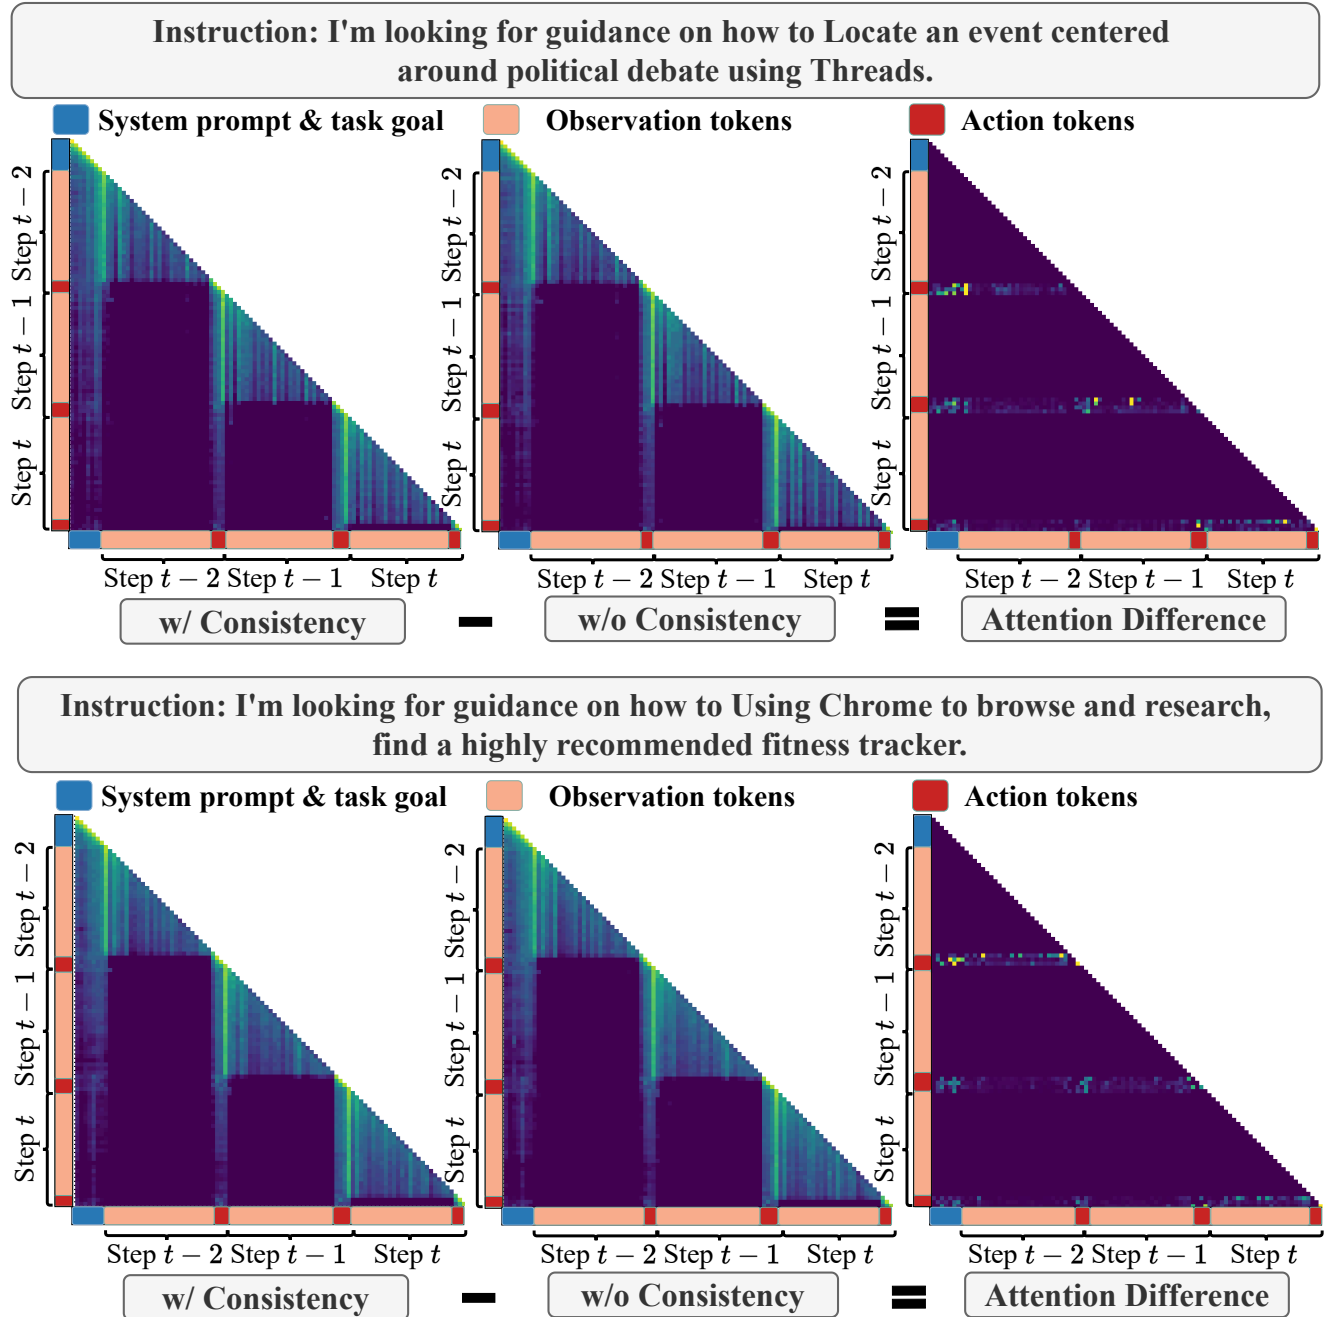 Instruction: I'm looking for guidance on how to Locate an event centered
around political debate using Threads.
System prompt & task goal
Observation tokens
Action tokens
Step t − 2
Step t − 1
Step t
Step t − 2
Step t − 1
Step t
Step t − 2
Step t − 1
Step t
Step t − 2 Step t − 1 Step t
Step t − 2 Step t − 1 Step t
Step t − 2 Step t − 1 Step t
w/ Consistency
−
w/o Consistency
=
Attention Difference
Instruction: I'm looking for guidance on how to Using Chrome to browse and research,
find a highly recommended fitness tracker.
System prompt & task goal
Observation tokens
Action tokens
Step t − 2
Step t − 1
Step t
Step t − 2
Step t − 1
Step t
Step t − 2
Step t − 1
Step t
Step t − 2 Step t − 1 Step t
Step t − 2 Step t − 1 Step t
Step t − 2 Step t − 1 Step t
w/ Consistency
−
w/o Consistency
=
Attention Difference